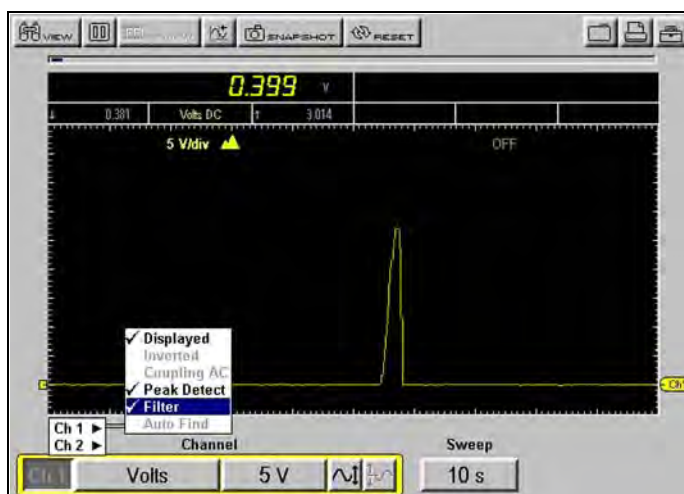 VIEW SNAPSHOT RESET
0.399 V
↓ 0.381 Volts DC ↑ 3.014
5 V/div OFF
✓ Displayed
Inverted
Coupling AC
✓ Peak Detect
✓ Filter
Auto Find
Ch 1 ▶
Ch 2 ▶
Channel Sweep
Ch 1 Volts 5 V 10 s